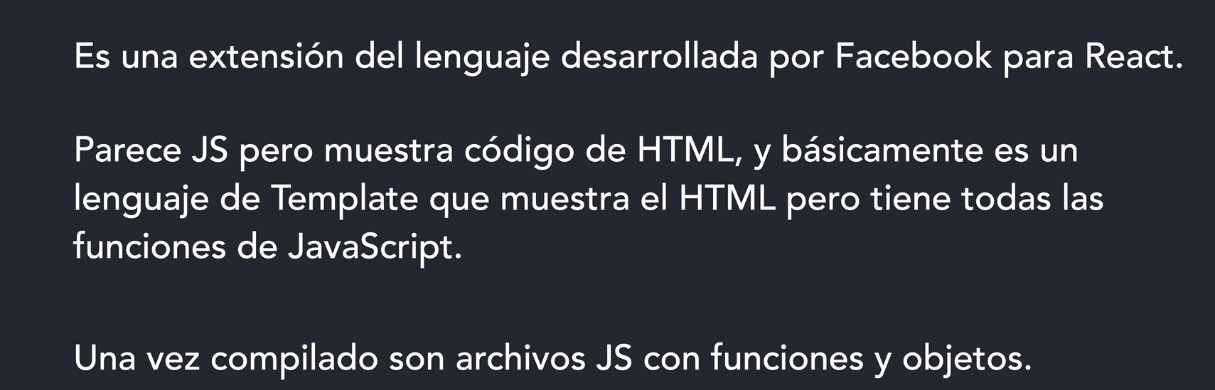 Es una extensión del lenguaje desarrollada por Facebook para React.
Parece JS pero muestra código de HTML, y básicamente es un
lenguaje de Template que muestra el HTML pero tiene todas las
funciones de JavaScript.
Una vez compilado son archivos JS con funciones y objetos.